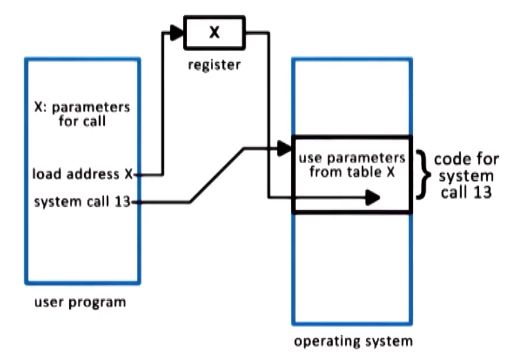 X
register
X: parameters
for call
load address X
system call 13
user program
use parameters
from table X
code for
system
call 13
operating system